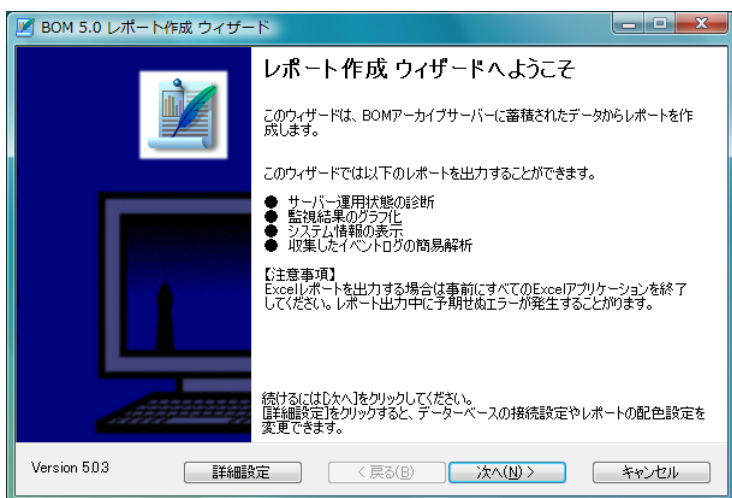 BOM 5.0 レポート作成 ウィザード
レポート作成 ウィザードへようこそ
このウィザードは、BOMアーカイブサーバーに蓄積されたデータからレポートを作
成します。
このウィザードでは以下のレポートを出力することができます。
● サーバー運用状態の診断
● 監視結果のグラフ化
● システム情報の表示
● 収集したイベントログの簡易解析
【注意事項】
Excelレポートを出力する場合は事前にすべてのExcelアプリケーションを終了
してください。レポート出力中に予期せぬエラーが発生することがります。
続けるには[次へ]をクリックしてください。
[詳細設定]をクリックすると、データーベースの接続設定やレポートの配色設定を
変更できます。
Version 5.0.3
詳細設定
< 戻る(B)
次へ(N) >
キャンセル